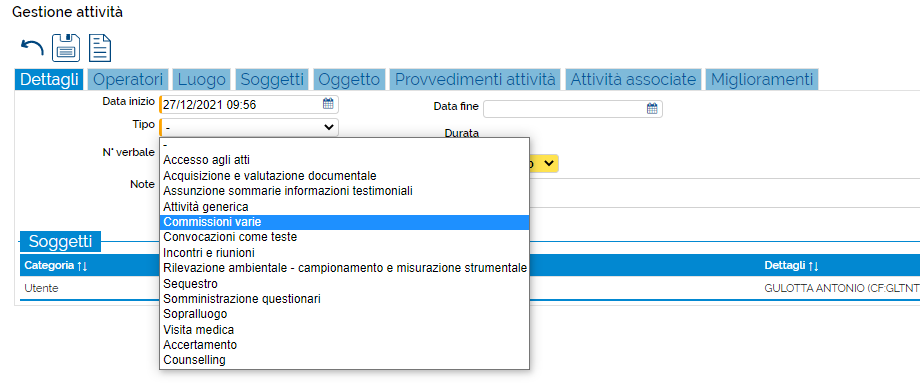 Gestione attività
Dettagli Operatori Luogo Soggetti Oggetto Provvedimenti attività Attività associate Miglioramenti
Data inizio 27/12/2021 09:56 Data fine
Tipo - Durata
N° verbale
Note
-
Accesso agli atti
Acquisizione e valutazione documentale
Assunzione sommarie informazioni testimoniali
Attività generica
Commissioni varie
Convocazioni come teste
Incontri e riunioni
Rilevazione ambientale - campionamento e misurazione strumentale
Sequestro
Somministrazione questionari
Sopralluogo
Visita medica
Accertamento
Counselling
Soggetti
Categoria ↑↓ Dettagli ↑↓
Utente GULOTTA ANTONIO (CF:GLTNT